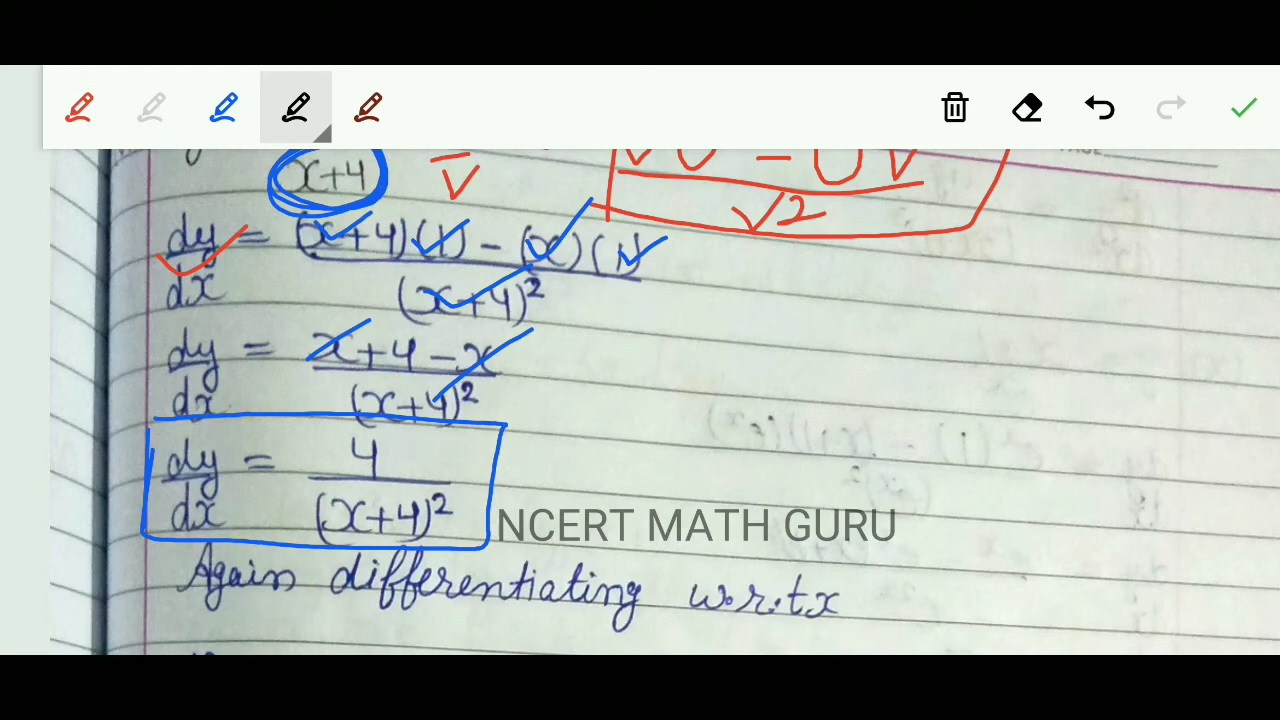 x+4
V
VU' - UV'
V2
dy/dx = (x+4)(1) - (x)(1)
(x+4)²
dy/dx = x+4-x
(x+4)²
dy/dx = 4
(x+4)²
NCERT MATH GURU
Again differentiating w.r.t.x